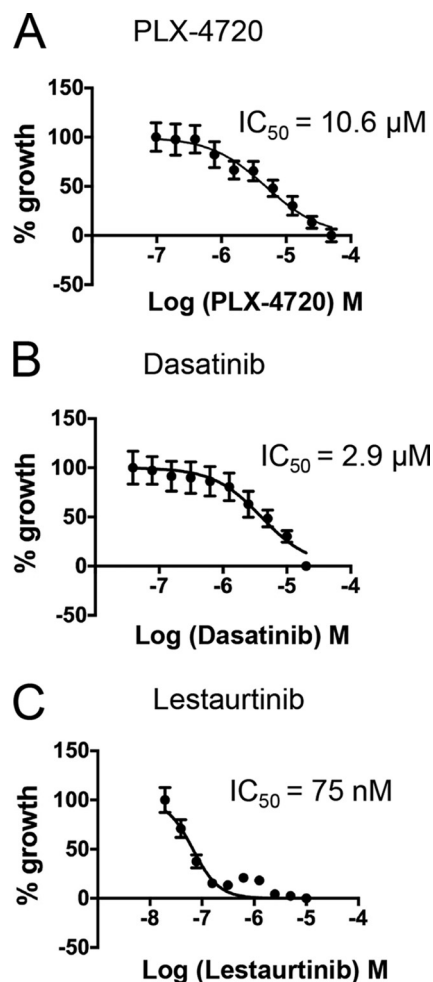 A
PLX-4720
150
100
50
0
-50
% growth
IC50 = 10.6 µM
-7
-6
-5
-4
Log (PLX-4720) M
B
Dasatinib
150
100
50
0
-50
% growth
IC50 = 2.9 µM
-7
-6
-5
-4
Log (Dasatinib) M
C
Lestaurtinib
150
100
50
0
-50
% growth
IC50 = 75 nM
-8
-7
-6
-5
-4
Log (Lestaurtinib) M